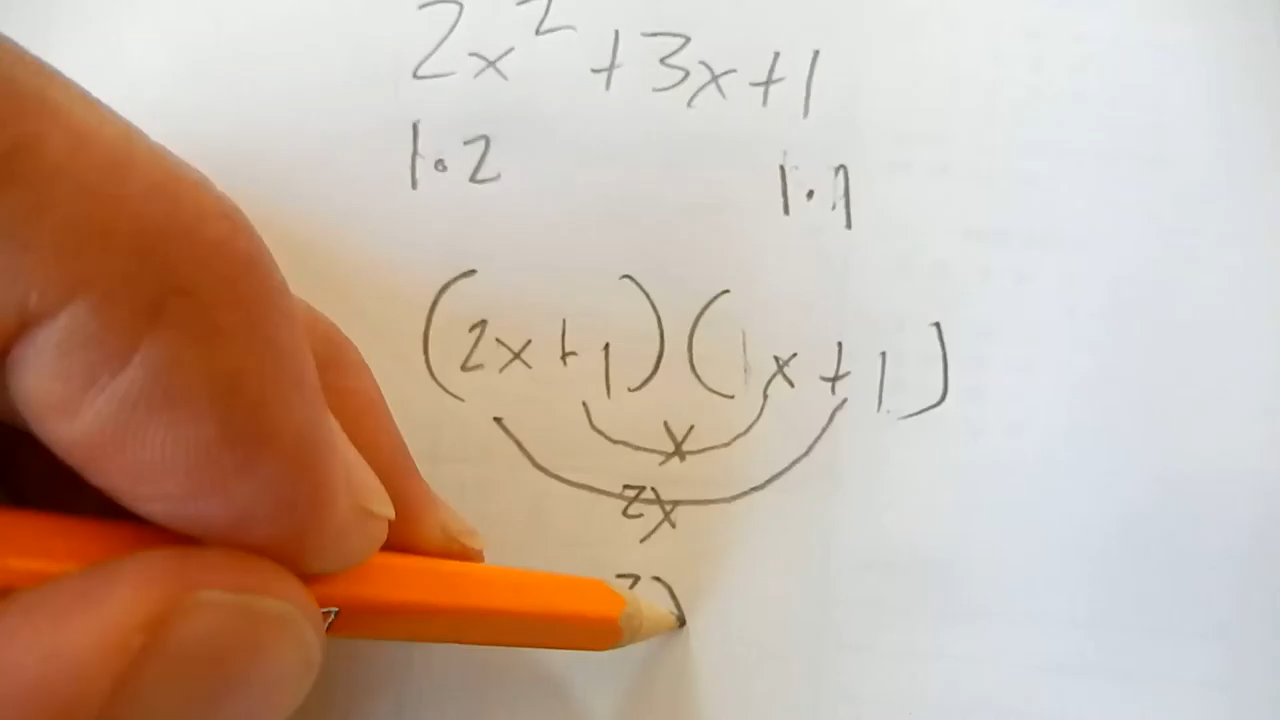 2x² + 3x + 1
1·2 1·1
(2x + 1)(1x + 1)
x
2x